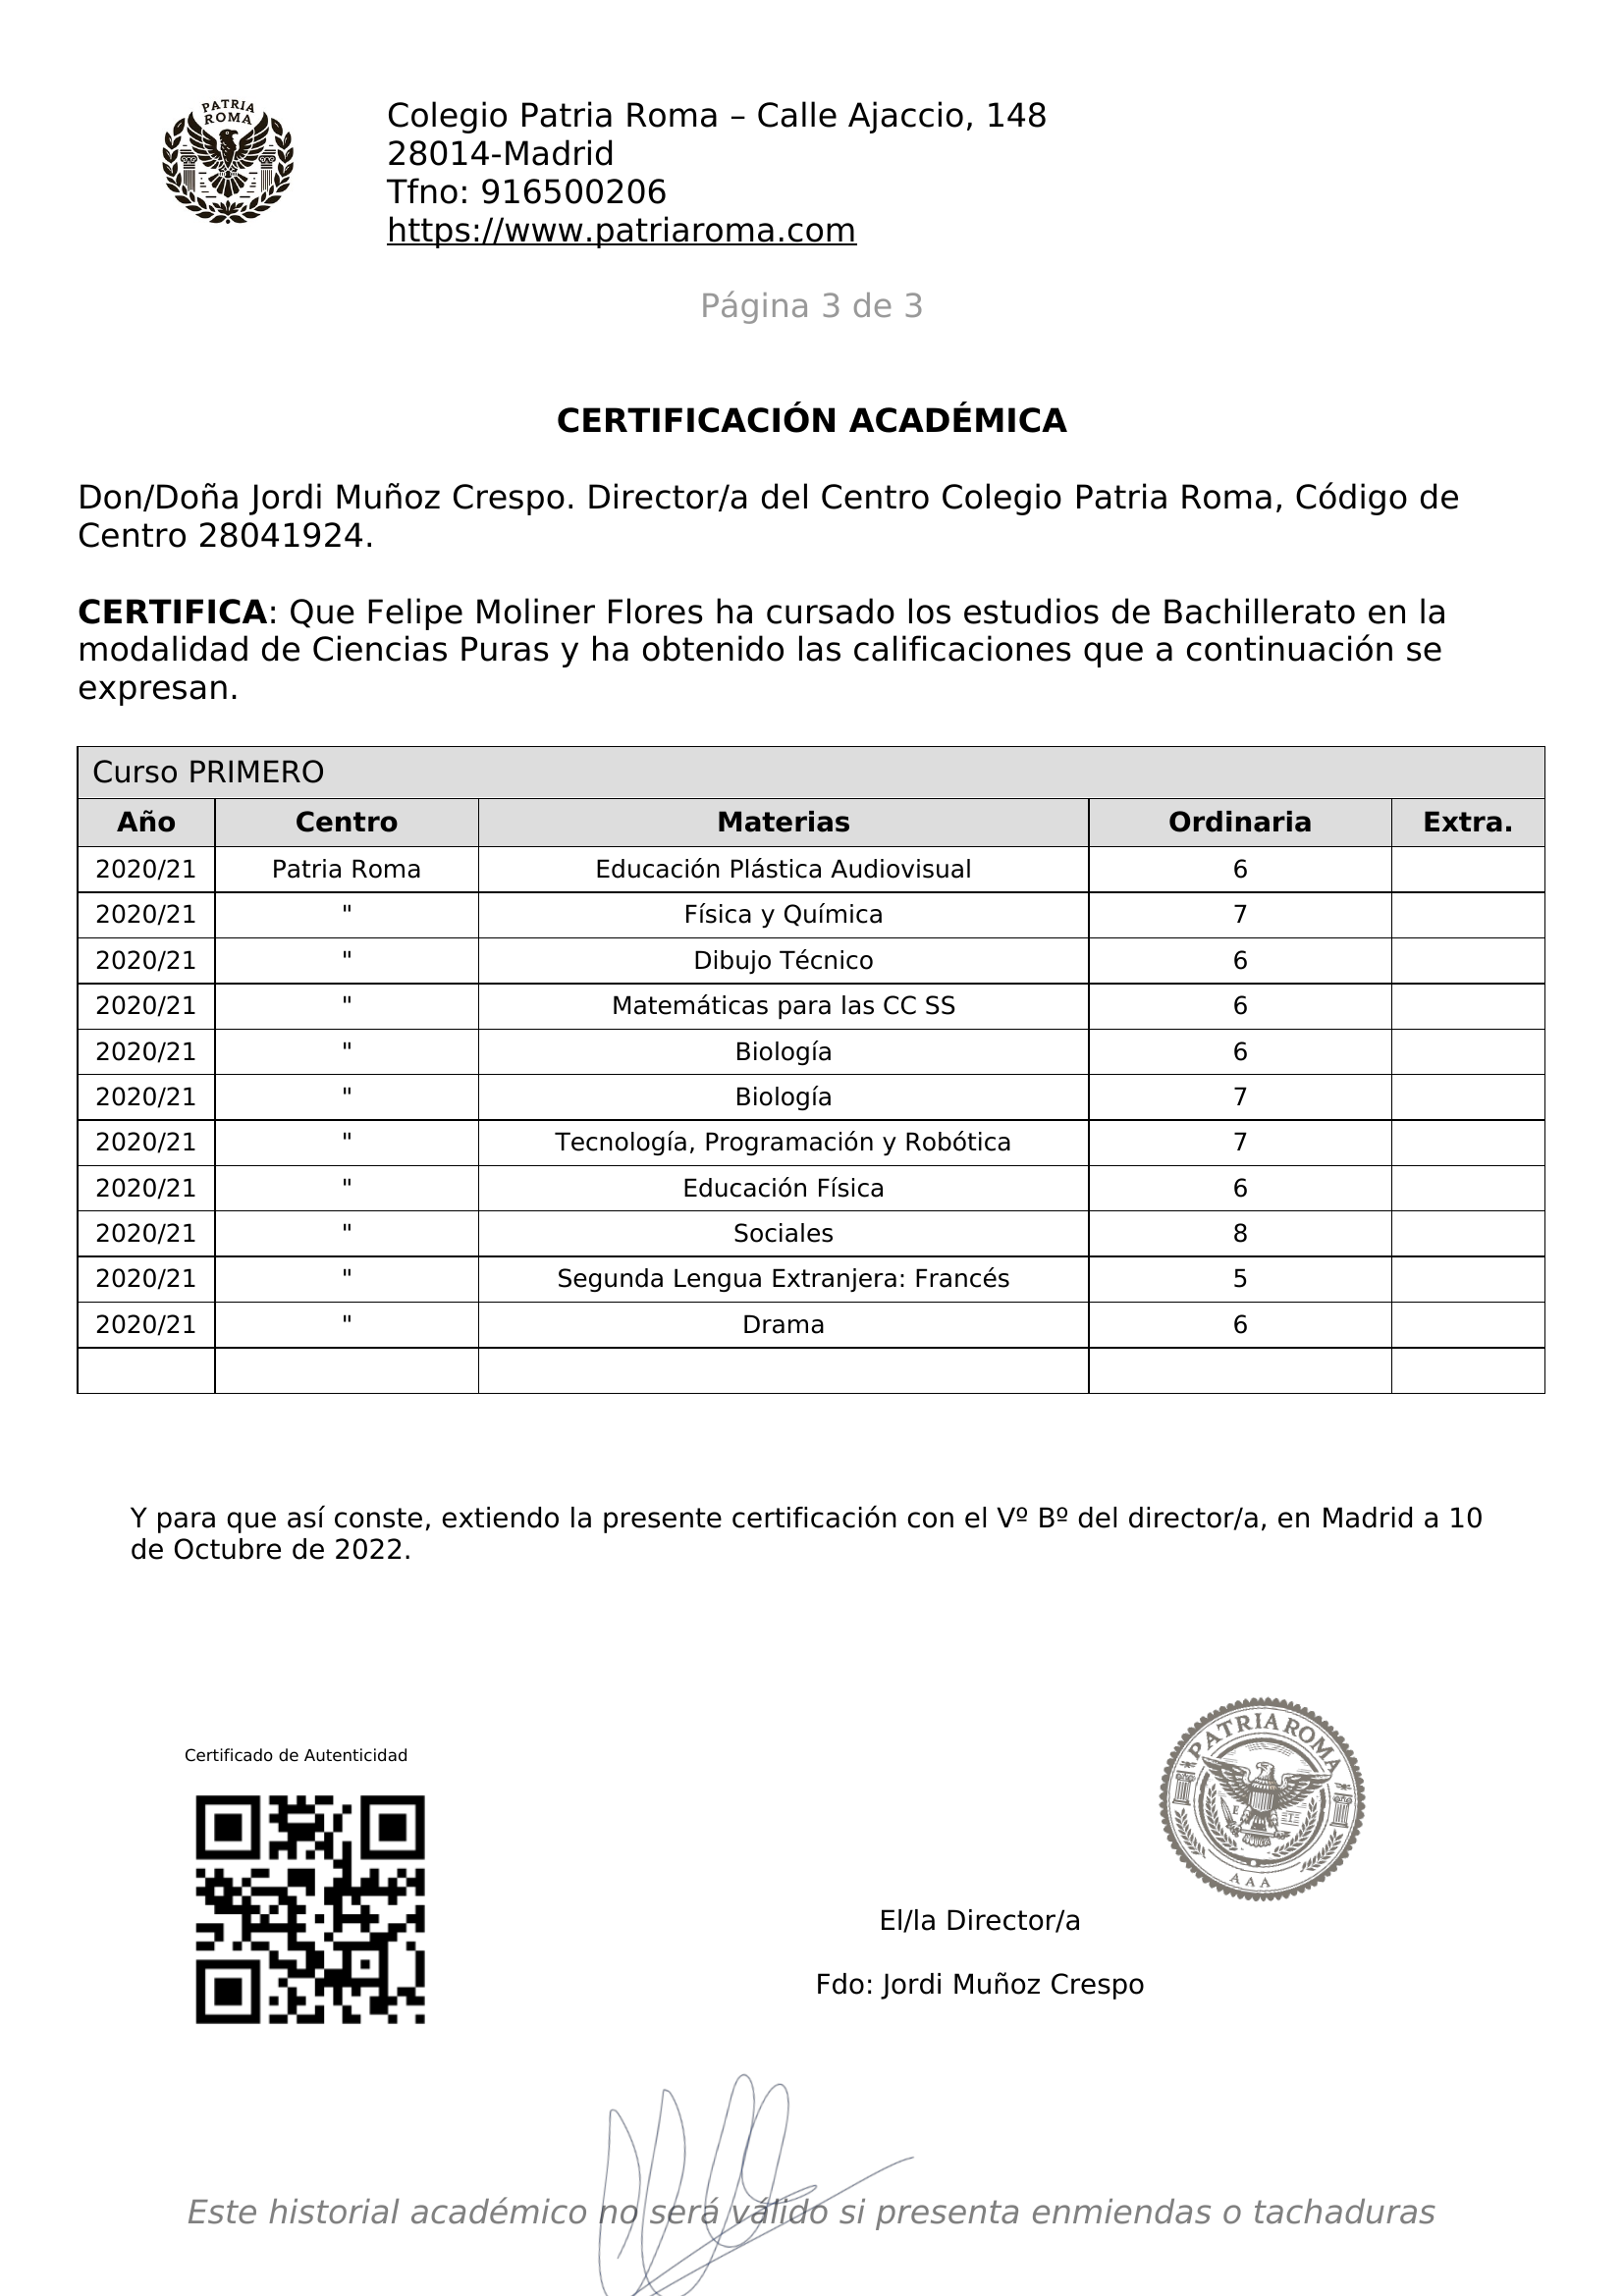 PATRIA
ROMA
Colegio Patria Roma – Calle Ajaccio, 148
28014-Madrid
Tfno: 916500206
https://www.patriaroma.com
Página 3 de 3
CERTIFICACIÓN ACADÉMICA
Don/Doña Jordi Muñoz Crespo. Director/a del Centro Colegio Patria Roma, Código de
Centro 28041924.
CERTIFICA: Que Felipe Moliner Flores ha cursado los estudios de Bachillerato en la
modalidad de Ciencias Puras y ha obtenido las calificaciones que a continuación se
expresan.
Curso PRIMERO
Año Centro Materias Ordinaria Extra.
2020/21 Patria Roma Educación Plástica Audiovisual 6
2020/21 " Física y Química 7
2020/21 " Dibujo Técnico 6
2020/21 " Matemáticas para las CC SS 6
2020/21 " Biología 6
2020/21 " Biología 7
2020/21 " Tecnología, Programación y Robótica 7
2020/21 " Educación Física 6
2020/21 " Sociales 8
2020/21 " Segunda Lengua Extranjera: Francés 5
2020/21 " Drama 6
Y para que así conste, extiendo la presente certificación con el Vº Bº del director/a, en Madrid a 10
de Octubre de 2022.
Certificado de Autenticidad
PATRIA ROMA
AAA
El/la Director/a
Fdo: Jordi Muñoz Crespo
Este historial académico no será válido si presenta enmiendas o tachaduras